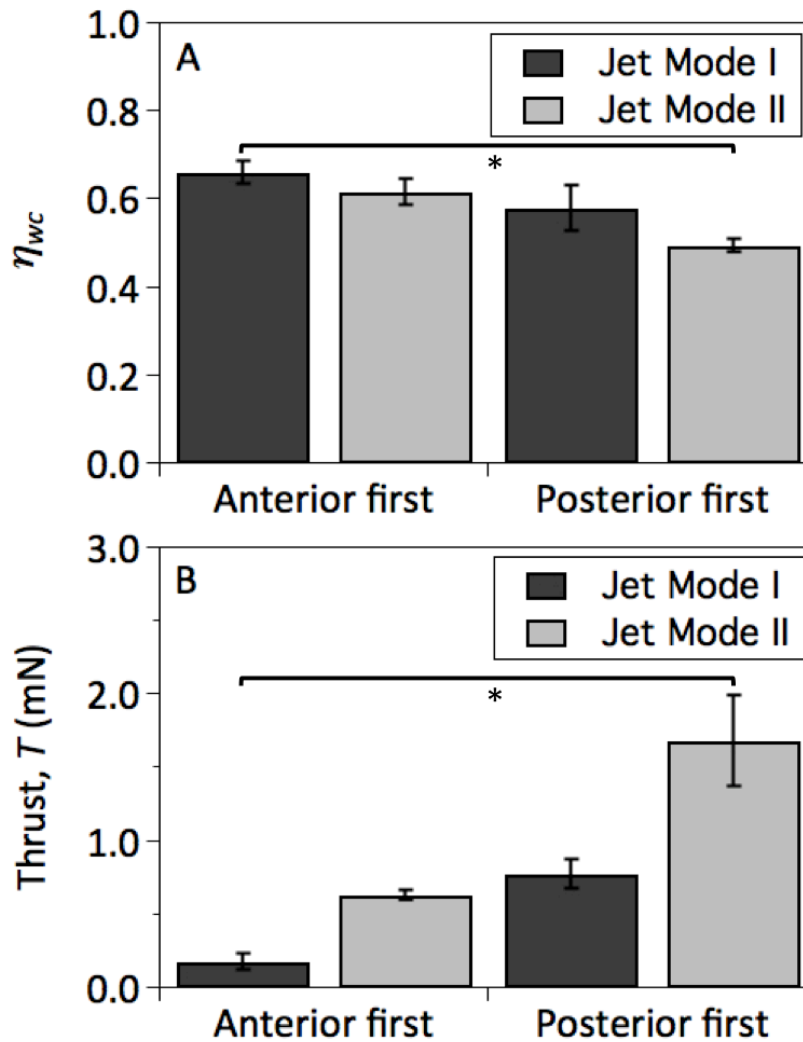 A
Jet Mode I
Jet Mode II
1.0
0.8
0.6
0.4
0.2
0.0
ηwc
*
Anterior first
Posterior first
B
Jet Mode I
Jet Mode II
3.0
2.0
1.0
0.0
Thrust, T (mN)
*
Anterior first
Posterior first